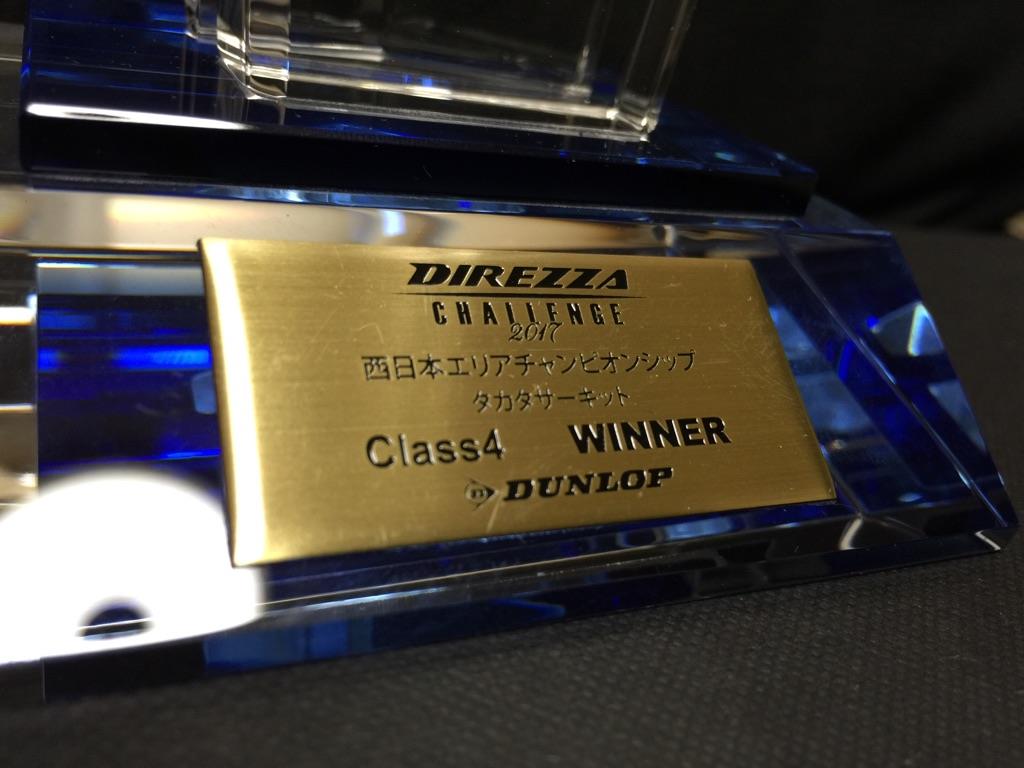 DIREZZA
CHALLENGE
2017
西日本エリアチャンピオンシップ
タカタサーキット
Class4 WINNER
DUNLOP